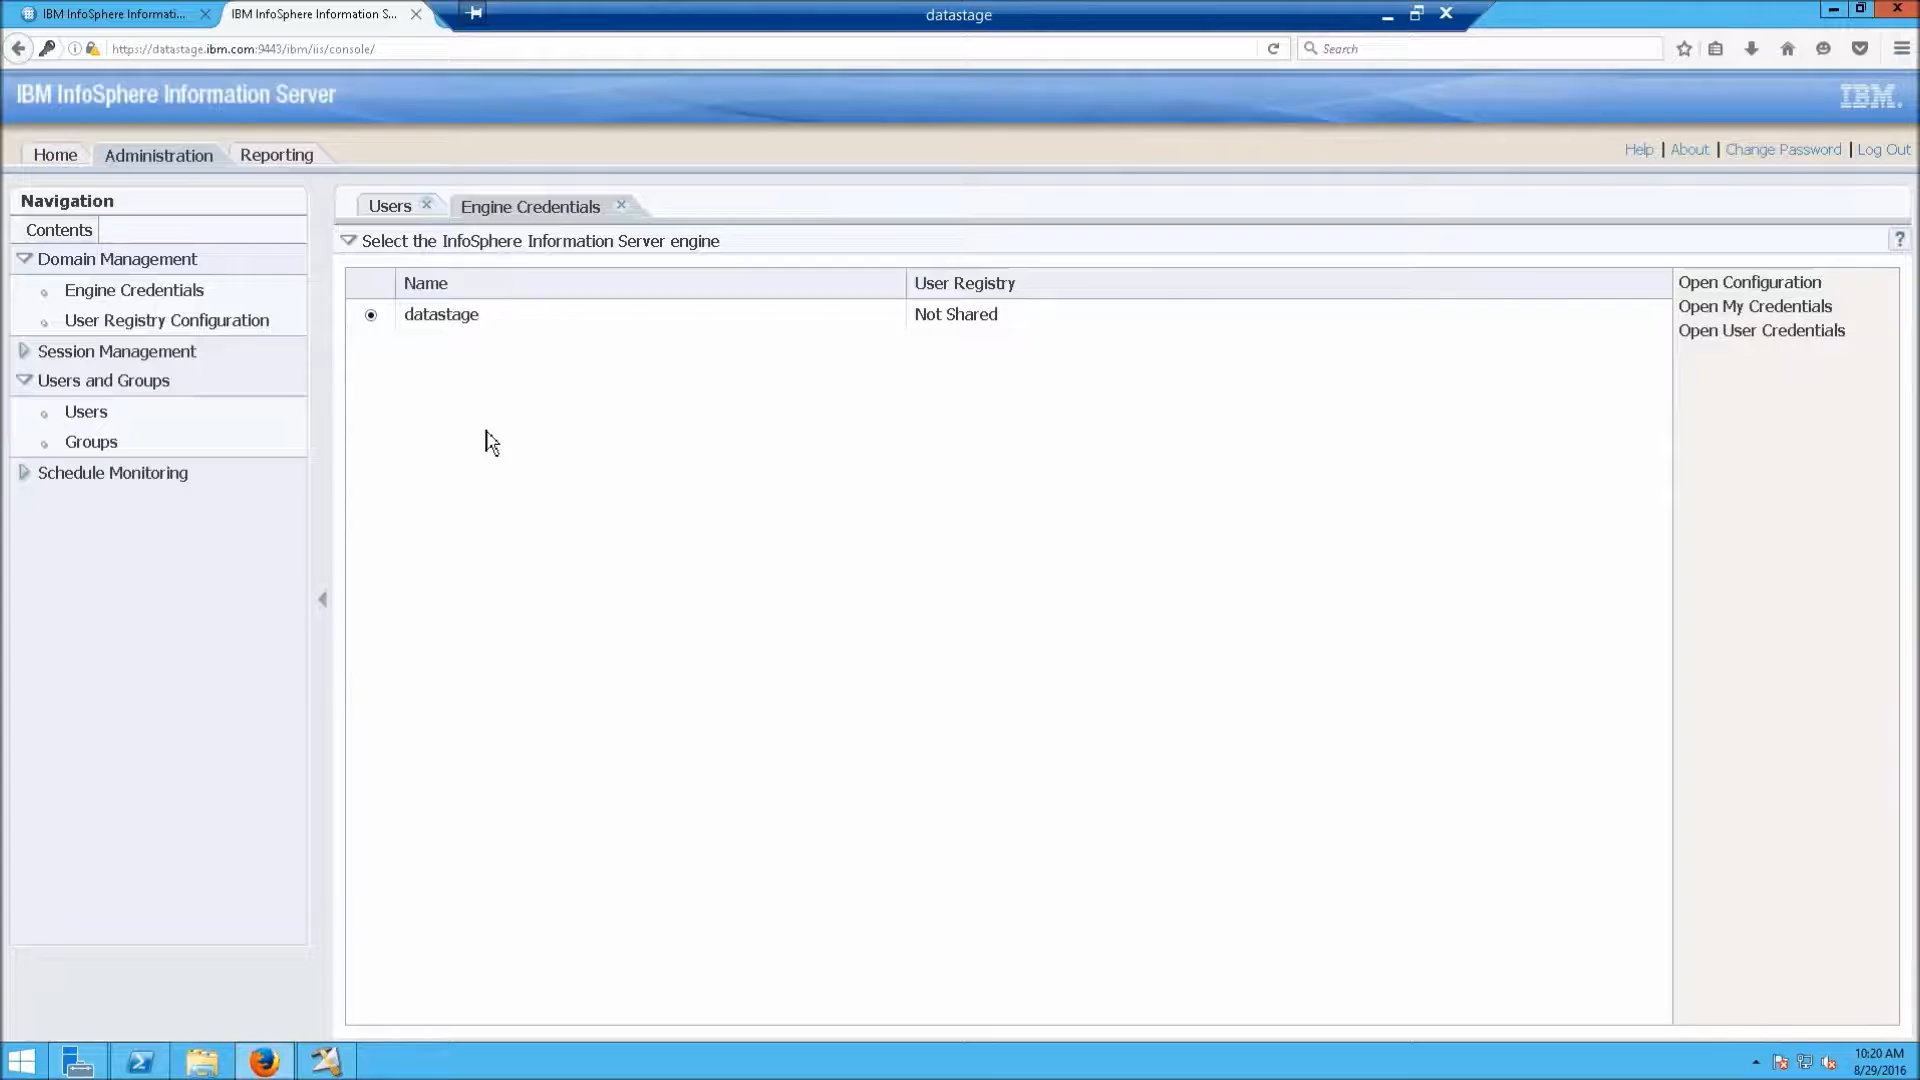 IBM InfoSphere Informati...
IBM InfoSphere Information S...
datastage
https://datastage.ibm.com:9443/ibm/iis/console/
Search
IBM InfoSphere Information Server
IBM.
Home
Administration
Reporting
Help | About | Change Password | Log Out
Navigation
Contents
Domain Management
Engine Credentials
User Registry Configuration
Session Management
Users and Groups
Users
Groups
Schedule Monitoring
Users
Engine Credentials
Select the InfoSphere Information Server engine
?
Name
User Registry
datastage
Not Shared
Open Configuration
Open My Credentials
Open User Credentials
10:20 AM
8/29/2016